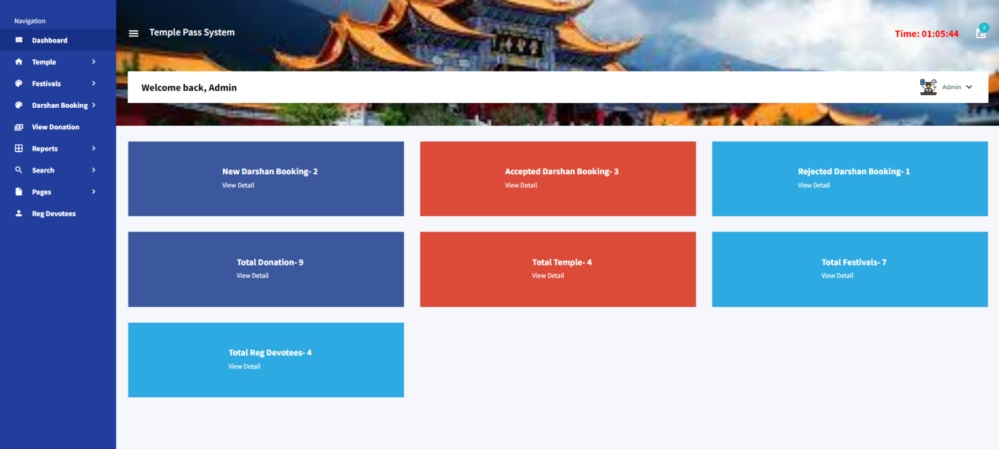 Navigation
Dashboard
Temple
Festivals
Darshan Booking
View Donation
Reports
Search
Pages
Reg Devotees
Temple Pass System
Time: 01:05:44
2
Welcome back, Admin
Admin
New Darshan Booking- 2
View Detail
Accepted Darshan Booking- 3
View Detail
Rejected Darshan Booking- 1
View Detail
Total Donation- 9
View Detail
Total Temple- 4
View Detail
Total Festivals- 7
View Detail
Total Reg Devotees- 4
View Detail